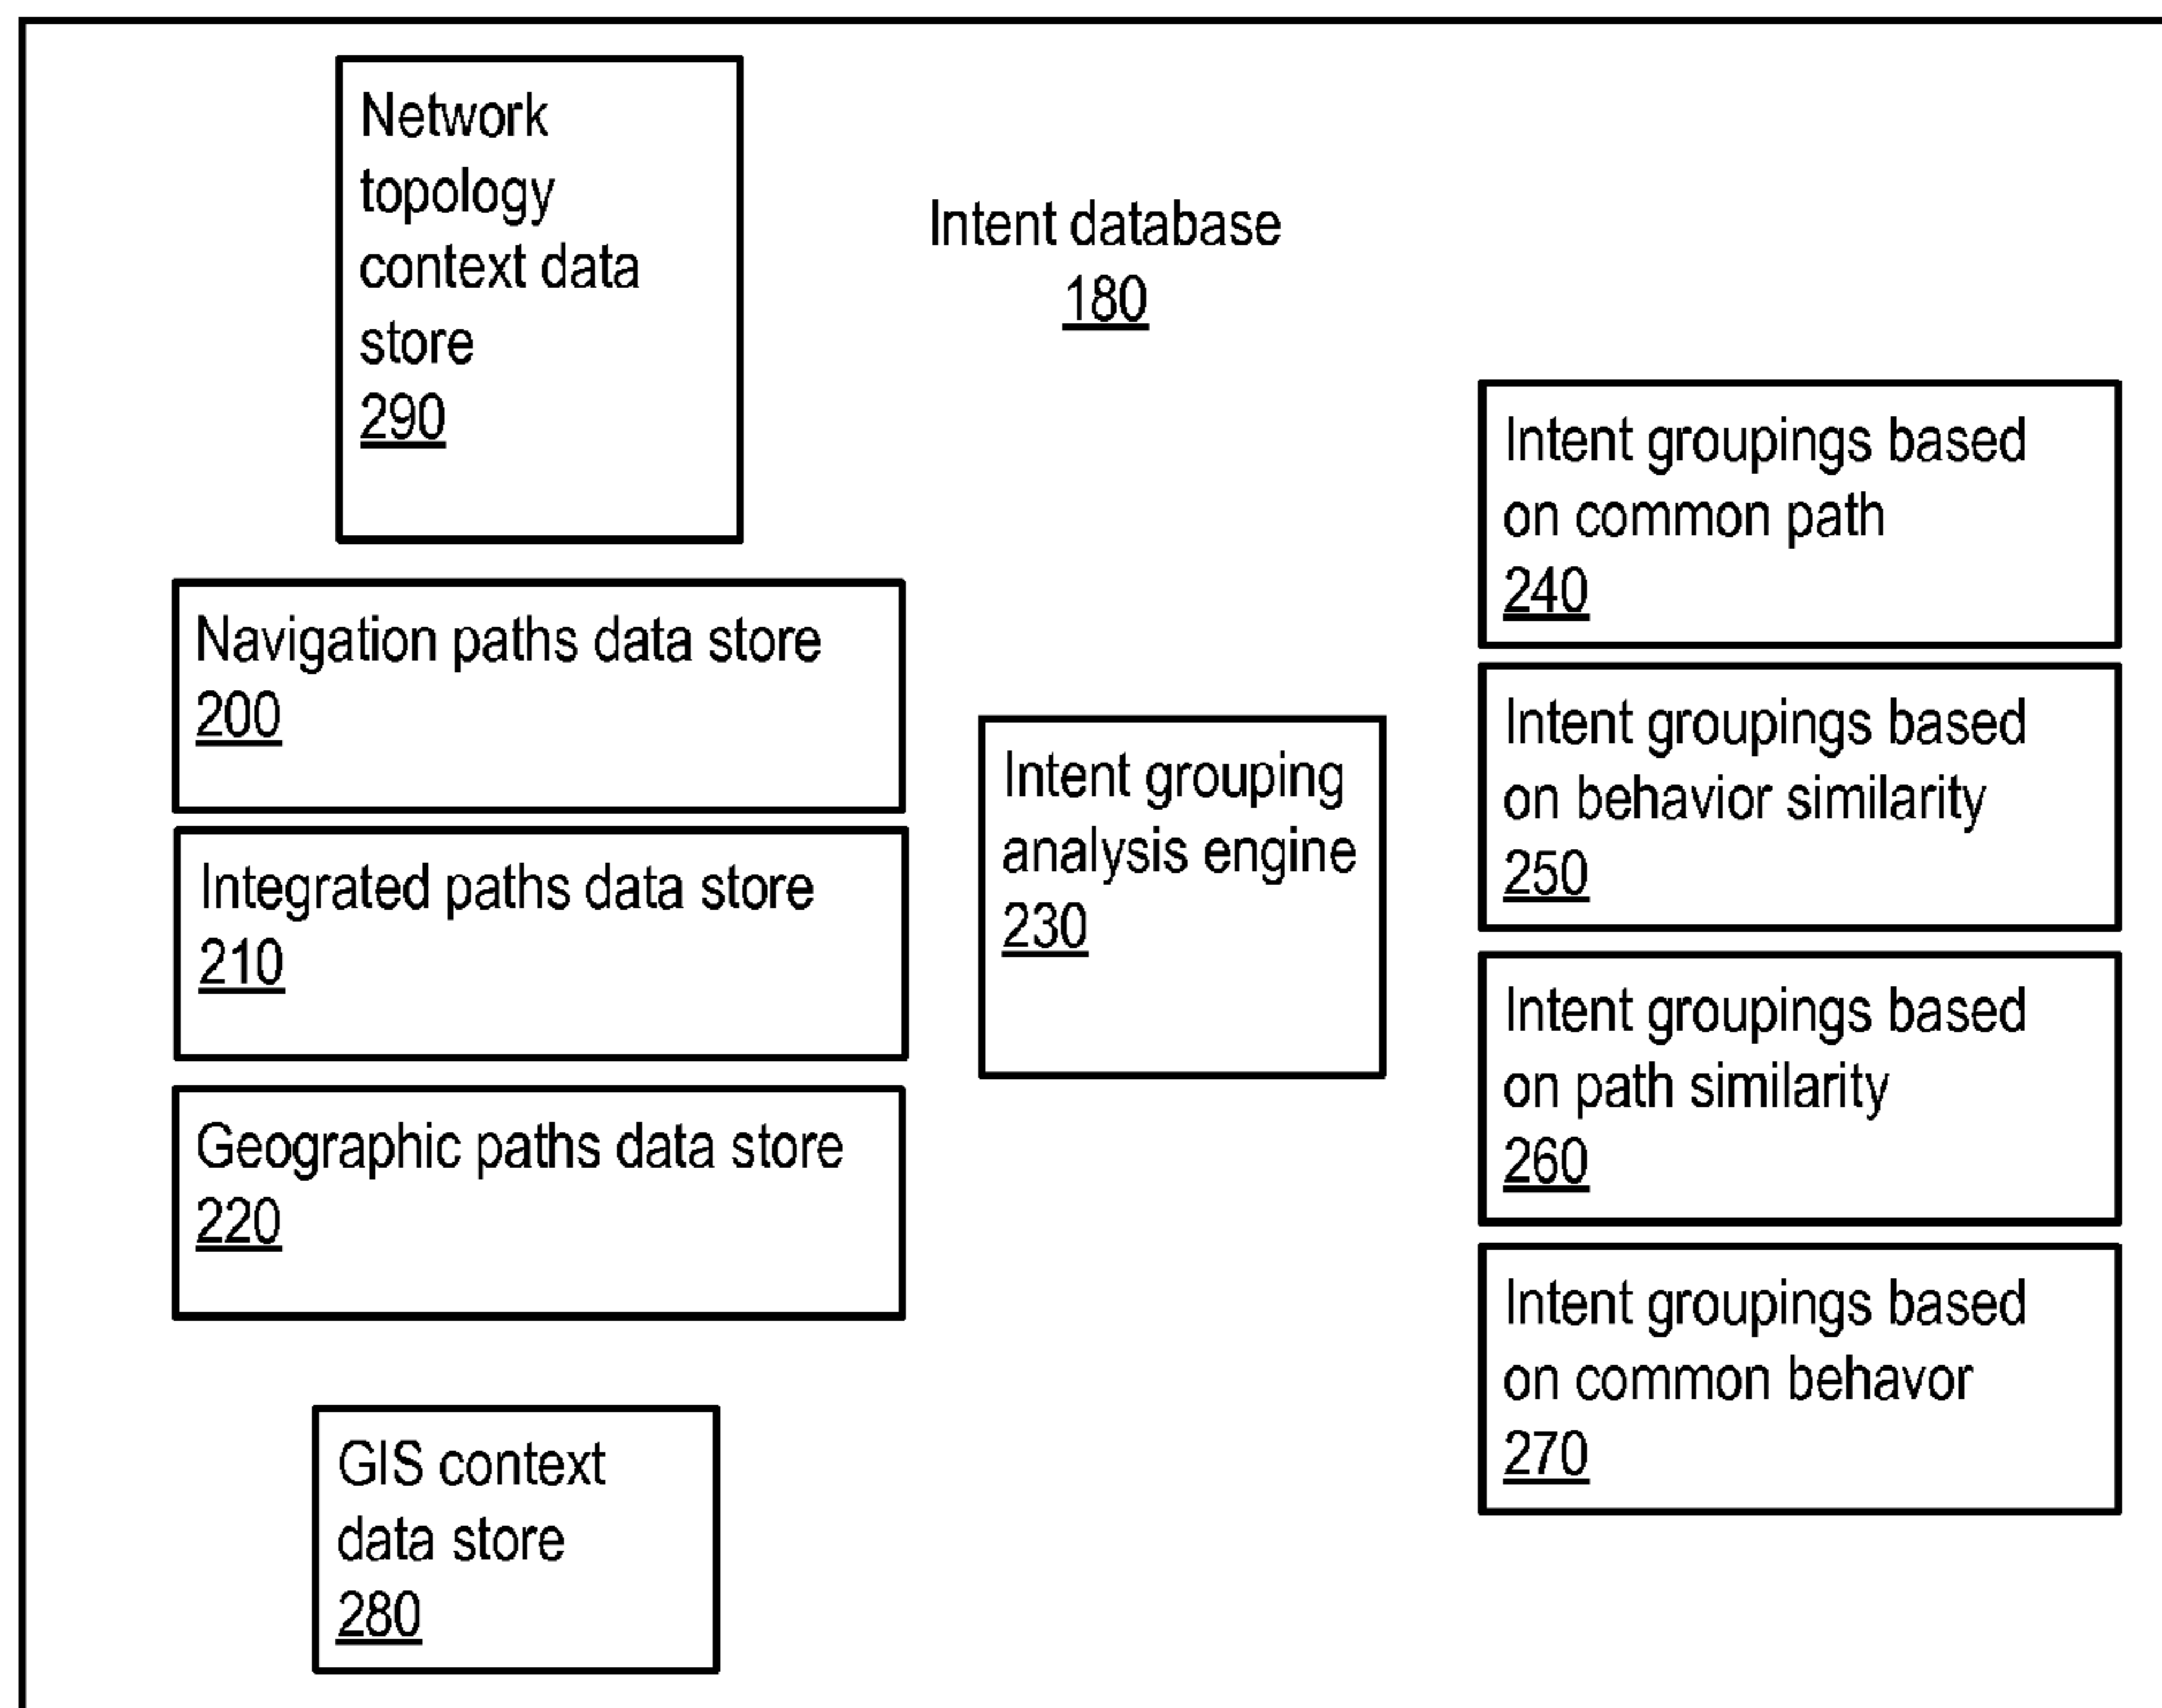 Network
topology
context data
store
290
Intent database
180
Navigation paths data store
200
Integrated paths data store
210
Geographic paths data store
220
GIS context
data store
280
Intent grouping
analysis engine
230
Intent groupings based
on common path
240
Intent groupings based
on behavior similarity
250
Intent groupings based
on path similarity
260
Intent groupings based
on common behavor
270